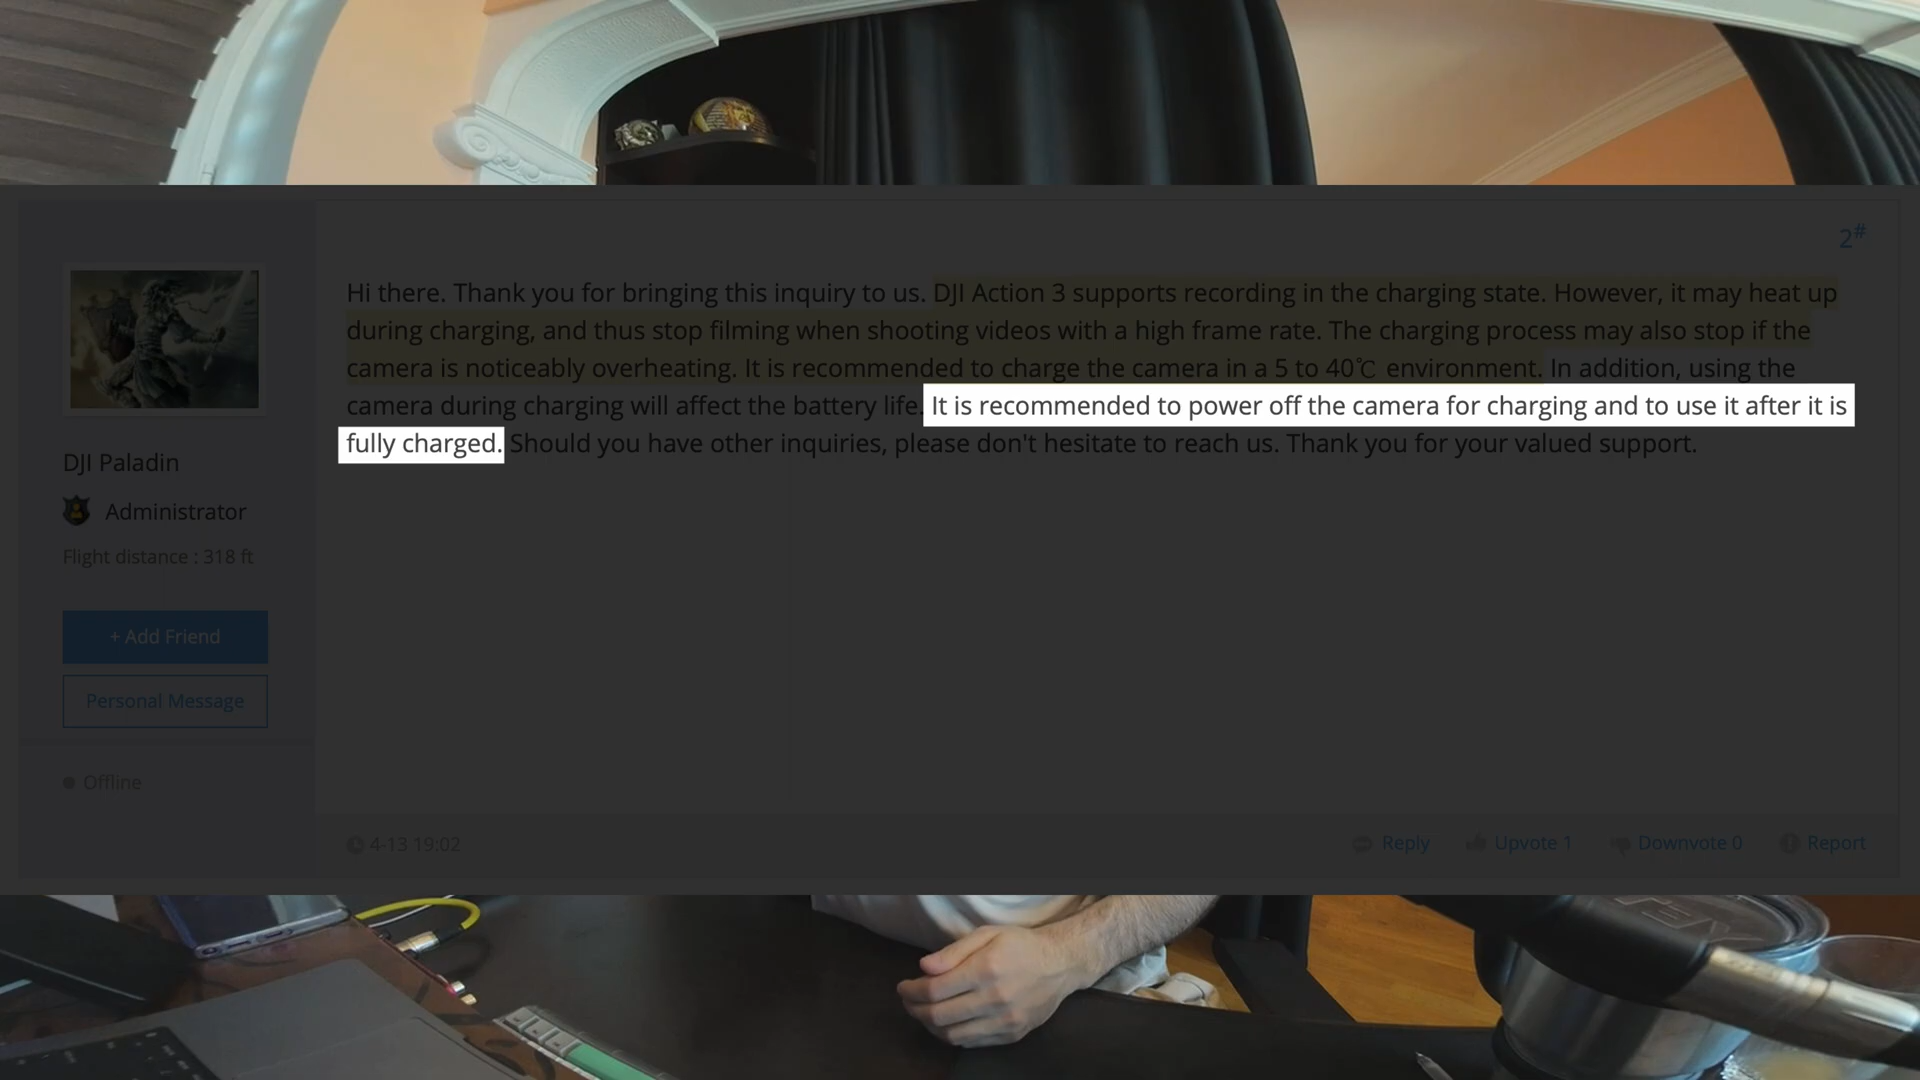 2#
Hi there. Thank you for bringing this inquiry to us. DJI Action 3 supports recording in the charging state. However, it may heat up
during charging, and thus stop filming when shooting videos with a high frame rate. The charging process may also stop if the
camera is noticeably overheating. It is recommended to charge the camera in a 5 to 40℃ environment. In addition, using the
camera during charging will affect the battery life. It is recommended to power off the camera for charging and to use it after it is
fully charged. Should you have other inquiries, please don't hesitate to reach us. Thank you for your valued support.
DJI Paladin
Administrator
Flight distance : 318 ft
+ Add Friend
Personal Message
Offline
4-13 19:02
Reply Upvote 1 Downvote 0 Report